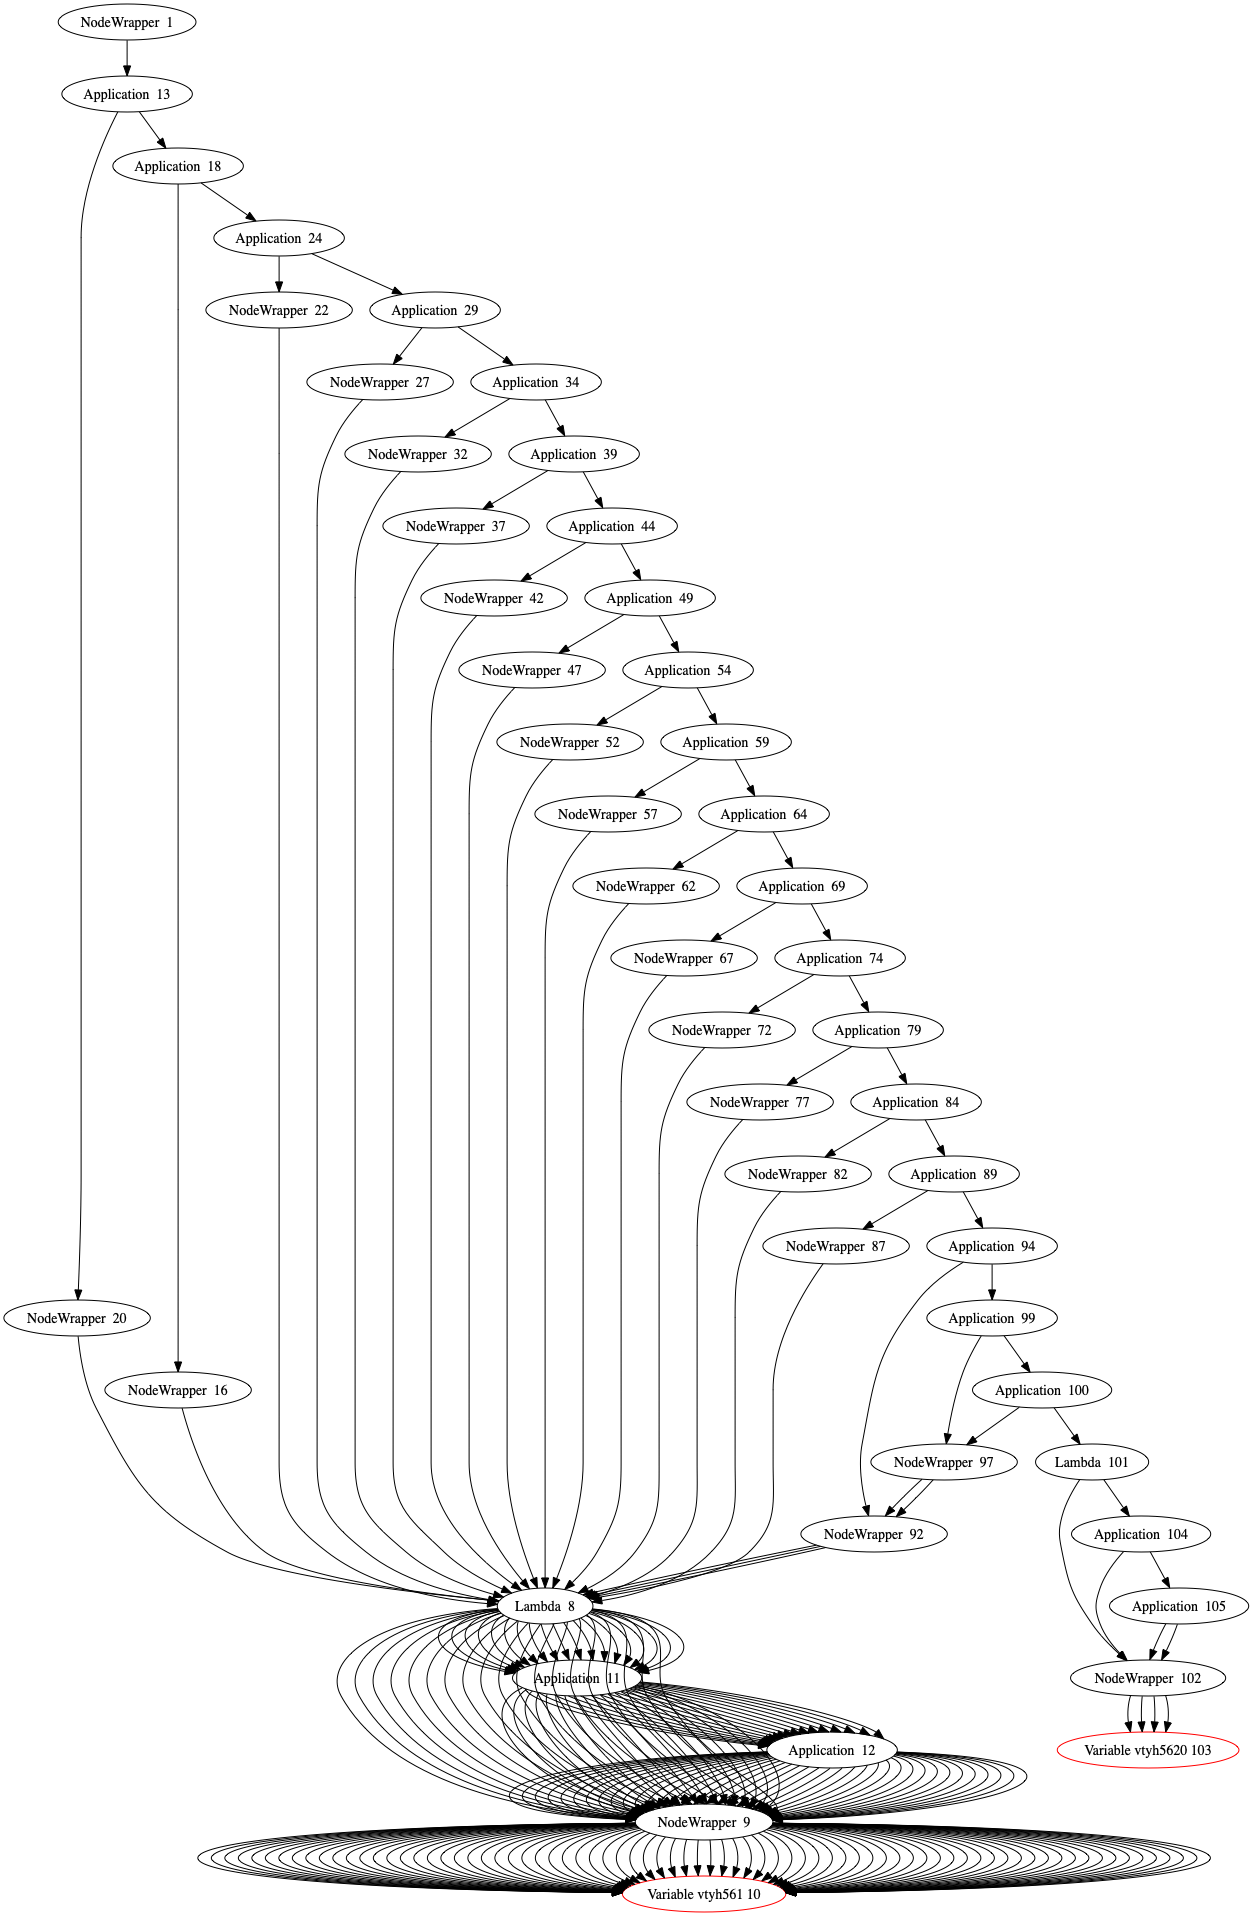 NodeWrapper 1
Application 13
Application 18
Application 24
NodeWrapper 22
Application 29
NodeWrapper 27
Application 34
NodeWrapper 32
Application 39
NodeWrapper 37
Application 44
NodeWrapper 42
Application 49
NodeWrapper 47
Application 54
NodeWrapper 52
Application 59
NodeWrapper 57
Application 64
NodeWrapper 62
Application 69
NodeWrapper 67
Application 74
NodeWrapper 72
Application 79
NodeWrapper 77
Application 84
NodeWrapper 82
Application 89
NodeWrapper 87
Application 94
NodeWrapper 20
Application 99
NodeWrapper 16
Application 100
NodeWrapper 97
Lambda 101
NodeWrapper 92
Application 104
Lambda 8
Application 105
Application 11
NodeWrapper 102
Application 12
Variable vtyh5620 103
NodeWrapper 9
Variable vtyh561 10